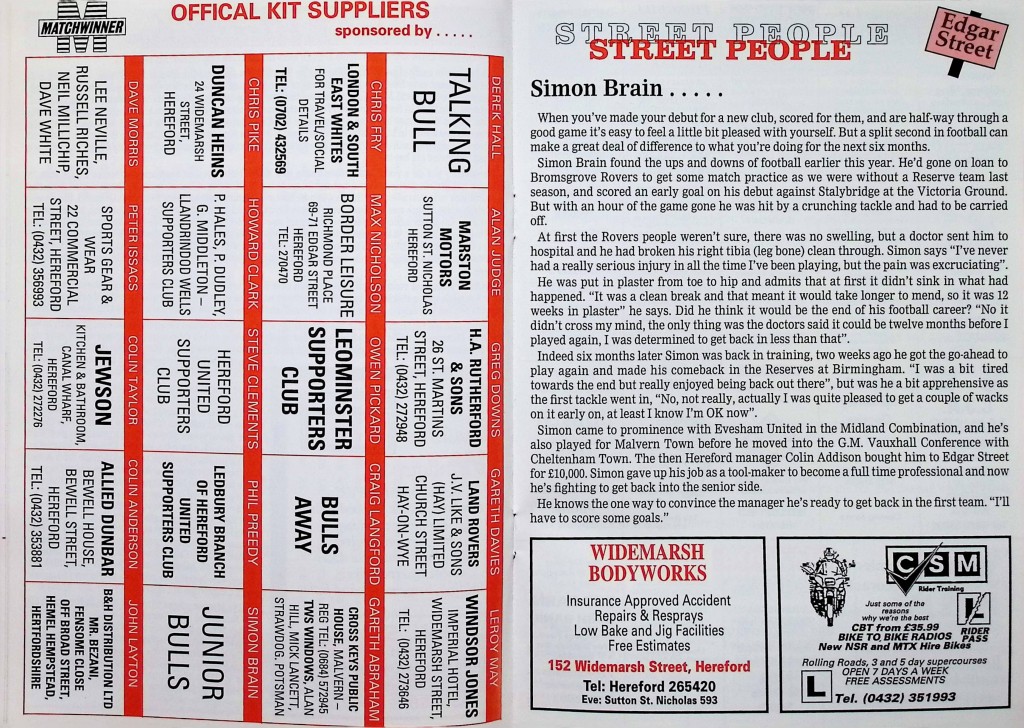 MATCHWINNER
OFFICAL KIT SUPPLIERS
sponsored by . . . . .
DEREK HALL
TALKING
BULL
ALAN JUDGE
MARSTON
MOTORS
SUTTON ST. NICHOLAS
HEREFORD
GREG DOWNS
H.A. RUTHERFORD
& SONS
26 ST. MARTINS
STREET, HEREFORD
TEL: (0432) 272948
GARETH DAVIES
LAND ROVERS
J.V. LIKE & SONS
(HAY) LIMITED
CHURCH STREET
HAY-ON-WYE
LEROY MAY
WINDSOR JONES
IMPERIAL HOTEL,
WIDEMARSH STREET,
HEREFORD
TEL: (0432) 273646
CHRIS FRY
LONDON & SOUTH
EAST WHITES
FOR TRAVEL/SOCIAL
DETAILS
TEL: (0702) 432569
MAX NICHOLSON
BORDER LEISURE
RICHMOND PLACE
69-71 EDGAR STREET
TEL: 270470
OWEN PICKARD
LEOMINSTER
SUPPORTERS
CLUB
CRAIG LANGFORD
BULLS
AWAY
GARETH ABRAHAM
CROSS KEYS PUBLIC
HOUSE, MALVERN –
REG TEL: (0684) 572945
TWS WINDOWS, ALAN
HILL, MICK LANCETT,
STRAWDOG. POTSMAN
CHRIS PIKE
DUNCAN HEINS
24 WIDEMARSH
STREET,
HEREFORD
HOWARD CLARK
P. HALES, P. DUDLEY,
G. MIDDLETON –
LLANDRINDOD WELLS
SUPPORTERS CLUB
STEVE CLEMENTS
HEREFORD
UNITED
SUPPORTERS
CLUB
PHIL PREEDY
LEDBURY BRANCH
OF HEREFORD
UNITED
SUPPORTERS CLUB
SIMON BRAIN
JUNIOR
BULLS
DAVE MORRIS
LEE NEVILLE,
RUSSELL RICHES,
NEIL MILLICHIP,
DAVE WHITE
PETER ISSACS
SPORTS GEAR &
WEAR
22 COMMERCIAL
STREET, HEREFORD
TEL: (0432) 356993
COLIN TAYLOR
JEWSON
KITCHEN & BATHROOM,
CANAL WHARF,
HEREFORD
TEL: (0432) 272276
COLIN ANDERSON
ALLIED DUNBAR
BEWELL HOUSE,
BEWELL STREET,
TEL: (0432) 353881
JOHN LAYTON
B&H DISTRIBUTION LTD
MR. BEZANI,
FENSOME CLOSE
OFF BROAD STREET,
HEMEL HEMPSTEAD,
HERTFORDSHIRE
STREET PEOPLE
STREET PEOPLE
Edgar
Street
Simon Brain . . . . .
When you've made your debut for a new club, scored for them, and are half-way through a
good game it's easy to feel a little bit pleased with yourself. But a split second in football can
make a great deal of difference to what you're doing for the next six months.
Simon Brain found the ups and downs of football earlier this year. He'd gone on loan to
Bromsgrove Rovers to get some match practice as we were without a Reserve team last
season, and scored an early goal on his debut against Stalybridge at the Victoria Ground.
But with an hour of the game gone he was hit by a crunching tackle and had to be carried
off.
At first the Rovers people weren't sure, there was no swelling, but a doctor sent him to
hospital and he had broken his right tibia (leg bone) clean through. Simon says "I've never
had a really serious injury in all the time I've been playing, but the pain was excruciating".
He was put in plaster from toe to hip and admits that at first it didn't sink in what had
happened. "It was a clean break and that meant it would take longer to mend, so it was 12
weeks in plaster" he says. Did he think it would be the end of his football career? "No it
didn't cross my mind, the only thing was the doctors said it could be twelve months before I
played again, I was determined to get back in less than that".
Indeed six months later Simon was back in training, two weeks ago he got the go-ahead to
play again and made his comeback in the Reserves at Birmingham. "I was a bit tired
towards the end but really enjoyed being back out there", but was he a bit apprehensive as
the first tackle went in, "No, not really, actually I was quite pleased to get a couple of wacks
on it early on, at least I know I'm OK now".
Simon came to prominence with Evesham United in the Midland Combination, and he's
also played for Malvern Town before he moved into the G.M. Vauxhall Conference with
Cheltenham Town. The then Hereford manager Colin Addison bought him to Edgar Street
for £10,000. Simon gave up his job as a tool-maker to become a full time professional and now
he's fighting to get back into the senior side.
He knows the one way to convince the manager he's ready to get back in the first team. "I'll
have to score some goals."
WIDEMARSH
BODYWORKS
Insurance Approved Accident
Repairs & Resprays
Low Bake and Jig Facilities
Free Estimates
152 Widemarsh Street, Hereford
Tel: Hereford 265420
Eve: Sutton St. Nicholas 593
CSM
Rider Training
Just some of the
reasons
why we're the best
CBT from £35.99
BIKE TO BIKE RADIOS
New NSR and MTX Hire Bikes
L
RIDER
PASS
Rolling Roads, 3 and 5 day supercourses
OPEN 7 DAYS A WEEK
FREE ASSESSMENTS
L
Tel. (0432) 351993